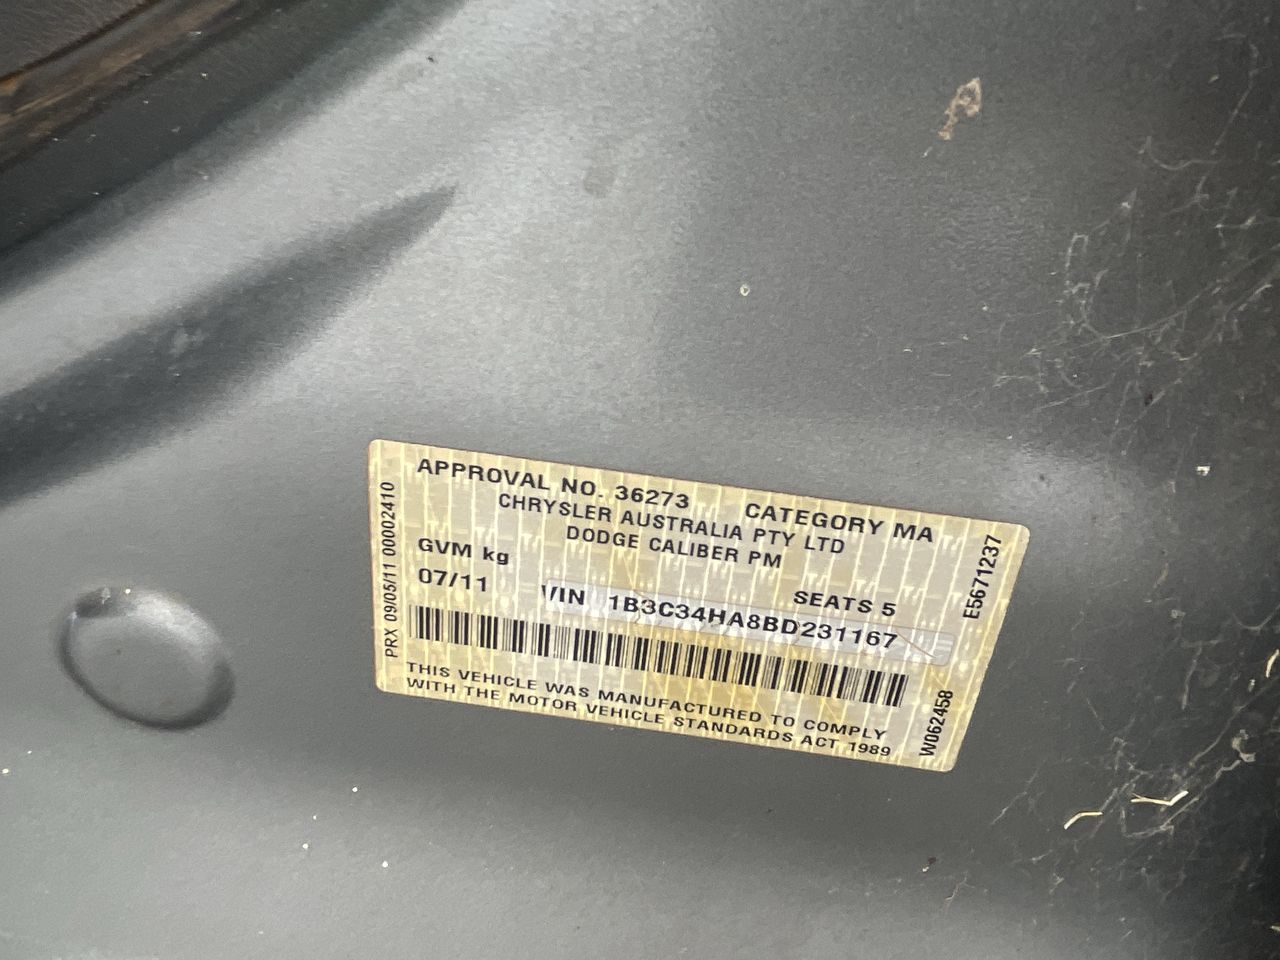 APPROVAL NO. 36273 CATEGORY MA
CHRYSLER AUSTRALIA PTY LTD
DODGE CALIBER PM
GVM kg
SEATS 5
07/11 VIN 1B3C34HA8BD231167
THIS VEHICLE WAS MANUFACTURED TO COMPLY
WITH THE MOTOR VEHICLE STANDARDS ACT 1989
PRX 09/05/11 00002410
E5671237
W062458